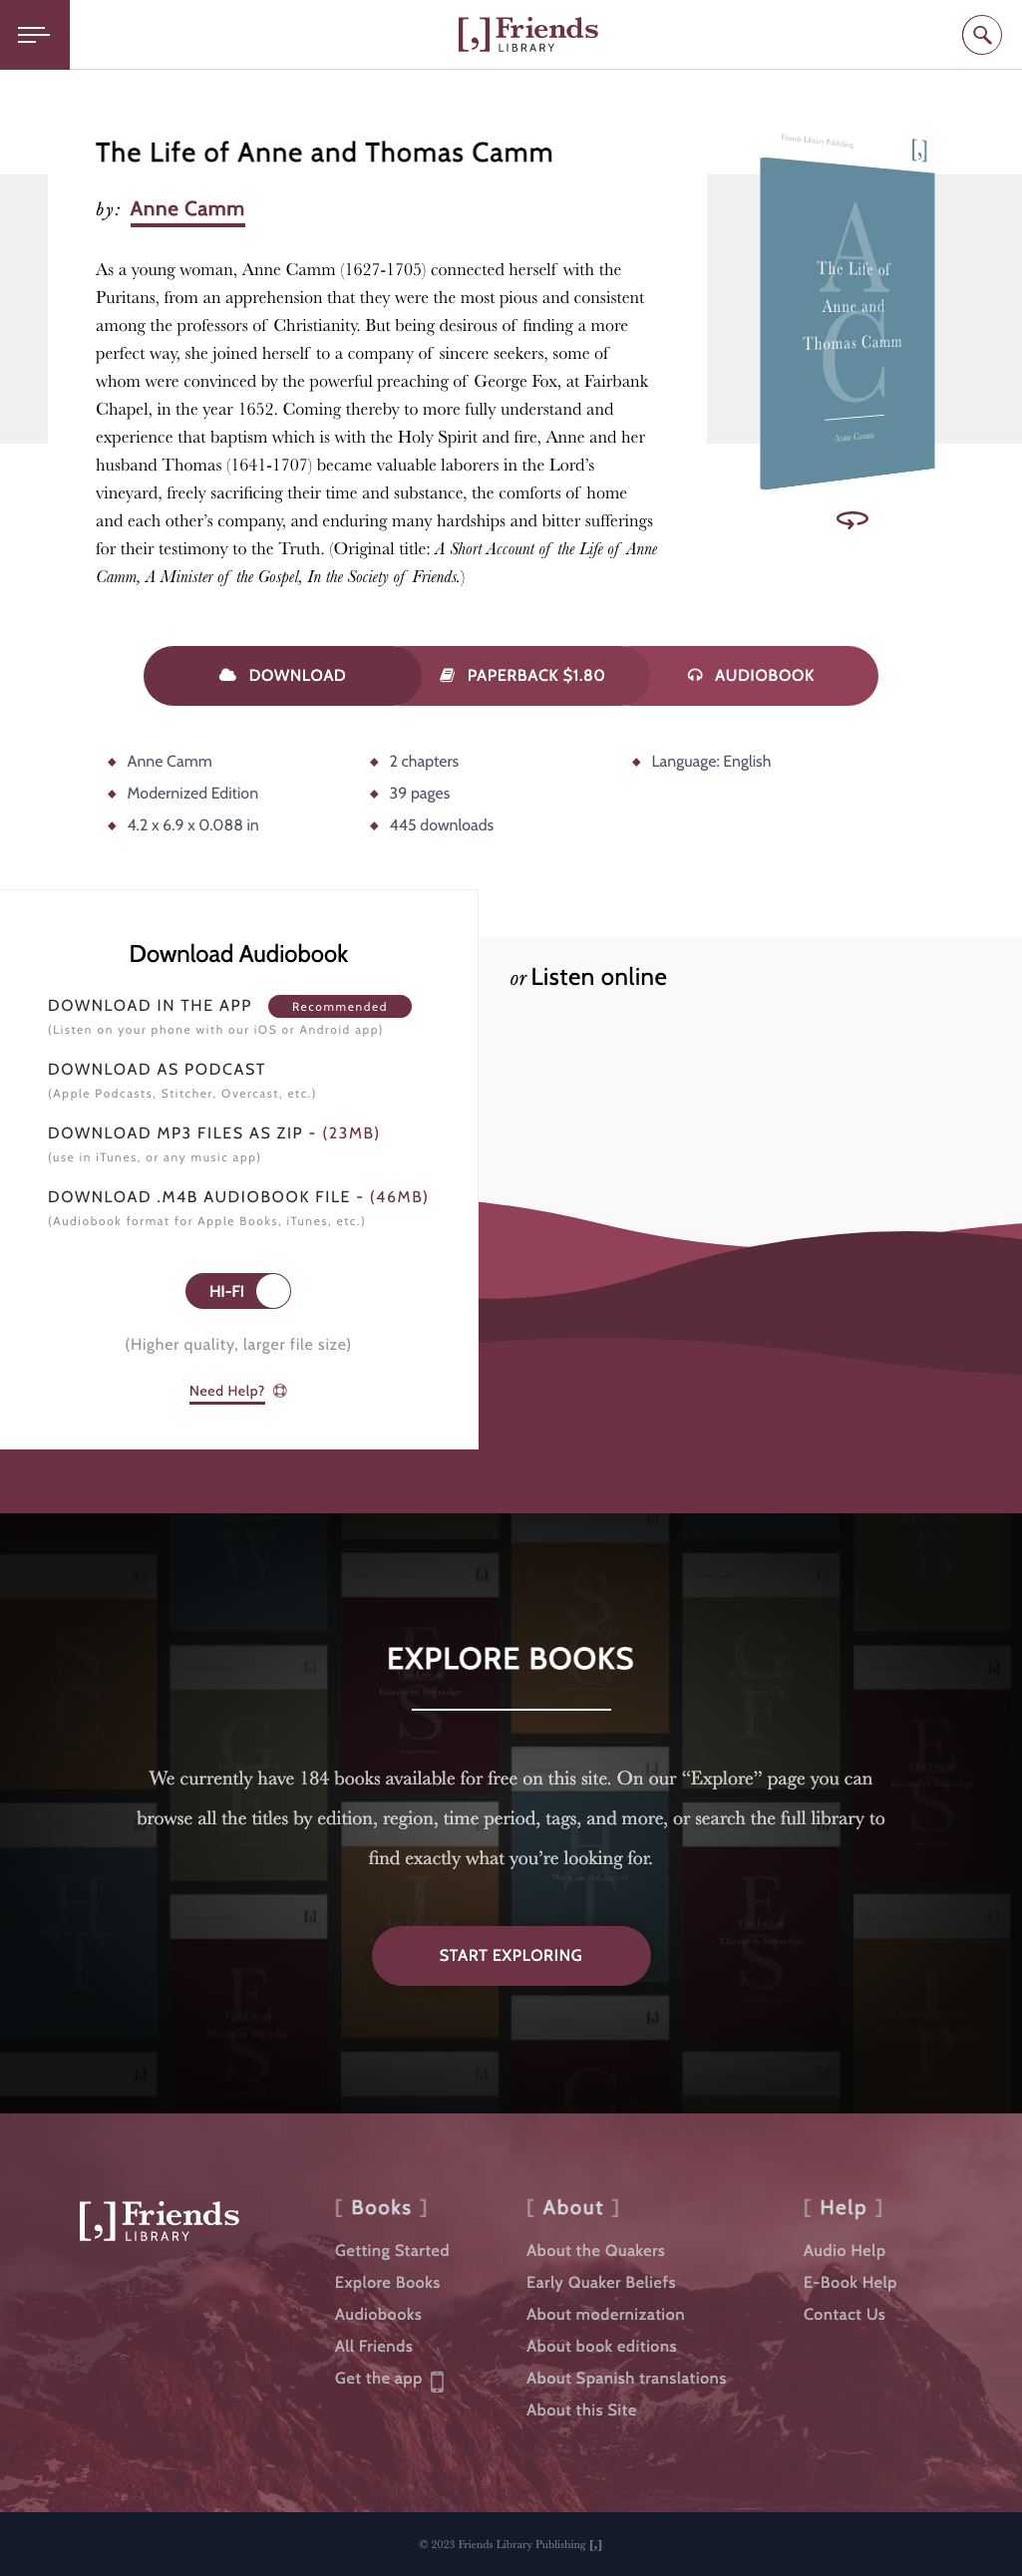 [,] Friends
LIBRARY
The Life of Anne and Thomas Camm
by: Anne Camm
As a young woman, Anne Camm (1627-1705) connected herself with the
Puritans, from an apprehension that they were the most pious and consistent
among the professors of Christianity. But being desirous of finding a more
perfect way, she joined herself to a company of sincere seekers, some of
whom were convinced by the powerful preaching of George Fox, at Fairbank
Chapel, in the year 1652. Coming thereby to more fully understand and
experience that baptism which is with the Holy Spirit and fire, Anne and her
husband Thomas (1641-1707) became valuable laborers in the Lord’s
vineyard, freely sacrificing their time and substance, the comforts of home
and each other’s company, and enduring many hardships and bitter sufferings
for their testimony to the Truth. (Original title: A Short Account of the Life of Anne
Camm, A Minister of the Gospel, In the Society of Friends.)
Friends Library Publishing
[,]
A
C
The Life of
Anne and
Thomas Camm
Anne Camm
DOWNLOAD
PAPERBACK $1.80
AUDIOBOOK
Anne Camm
Modernized Edition
4.2 x 6.9 x 0.088 in
2 chapters
39 pages
445 downloads
Language: English
Download Audiobook
DOWNLOAD IN THE APP Recommended
(Listen on your phone with our iOS or Android app)
DOWNLOAD AS PODCAST
(Apple Podcasts, Stitcher, Overcast, etc.)
DOWNLOAD MP3 FILES AS ZIP - (23MB)
(use in iTunes, or any music app)
DOWNLOAD .M4B AUDIOBOOK FILE - (46MB)
(Audiobook format for Apple Books, iTunes, etc.)
HI-FI
(Higher quality, larger file size)
Need Help?
or Listen online
EXPLORE BOOKS
We currently have 184 books available for free on this site. On our “Explore” page you can
browse all the titles by edition, region, time period, tags, and more, or search the full library to
find exactly what you’re looking for.
START EXPLORING
[,] Friends
LIBRARY
[ Books ]
Getting Started
Explore Books
Audiobooks
All Friends
Get the app
[ About ]
About the Quakers
Early Quaker Beliefs
About modernization
About book editions
About Spanish translations
About this Site
[ Help ]
Audio Help
E-Book Help
Contact Us
© 2023 Friends Library Publishing [,]